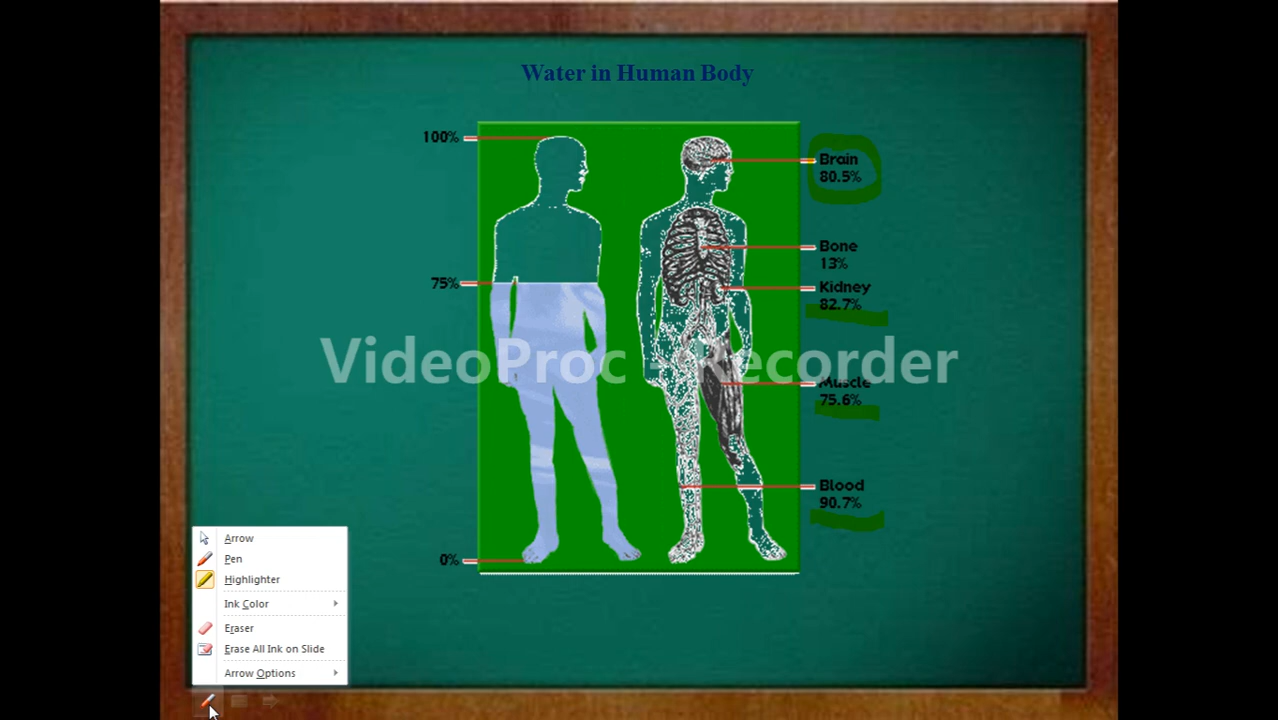 Water in Human Body
100%
75%
0%
Brain
80.5%
Bone
13%
Kidney
82.7%
Muscle
75.6%
Blood
90.7%
VideoProc - Recorder
Arrow
Pen
Highlighter
Ink Color
Eraser
Erase All Ink on Slide
Arrow Options